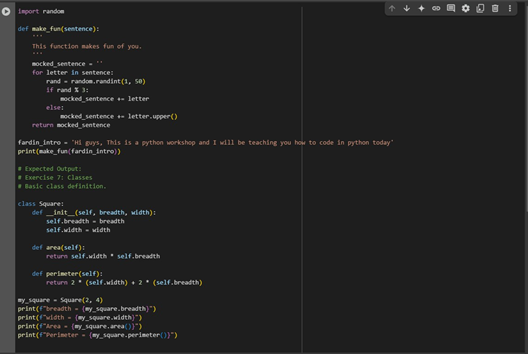 import random
def make_fun(sentence):
'''
This function makes fun of you.
'''
mocked_sentence = ''
for letter in sentence:
rand = random.randint(1, 50)
if rand % 3:
mocked_sentence += letter
else:
mocked_sentence += letter.upper()
return mocked_sentence
fardin_intro = 'Hi guys, This is a python workshop and I will be teaching you how to code in python today'
print(make_fun(fardin_intro))
# Expected Output:
# Exercise 7: Classes
# Basic class definition.
class Square:
def __init__(self, breadth, width):
self.breadth = breadth
self.width = width
def area(self):
return self.width * self.breadth
def perimeter(self):
return 2 * (self.width) + 2 * (self.breadth)
my_square = Square(2, 4)
print(f"breadth = {my_square.breadth}")
print(f"width = {my_square.width}")
print(f"Area = {my_square.area()}")
print(f"Perimeter = {my_square.perimeter()}")